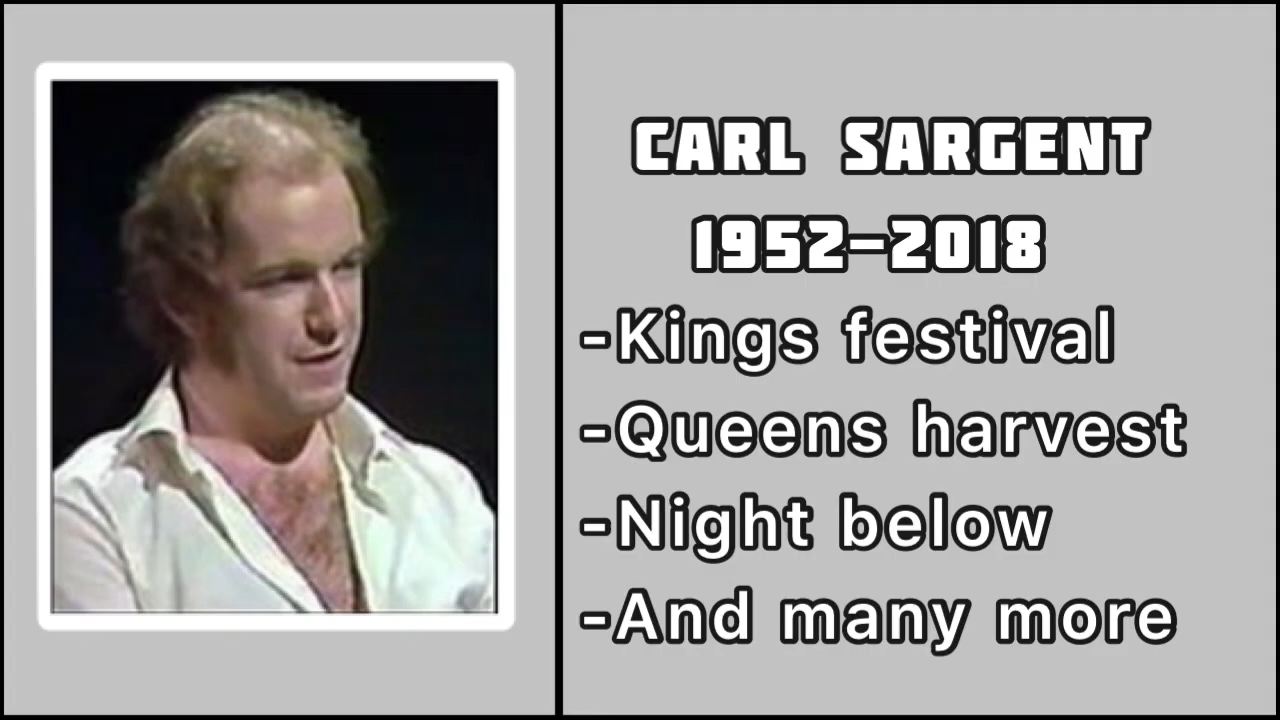 CARL SARGENT
1952-2018
-Kings festival
-Queens harvest
-Night below
-And many more